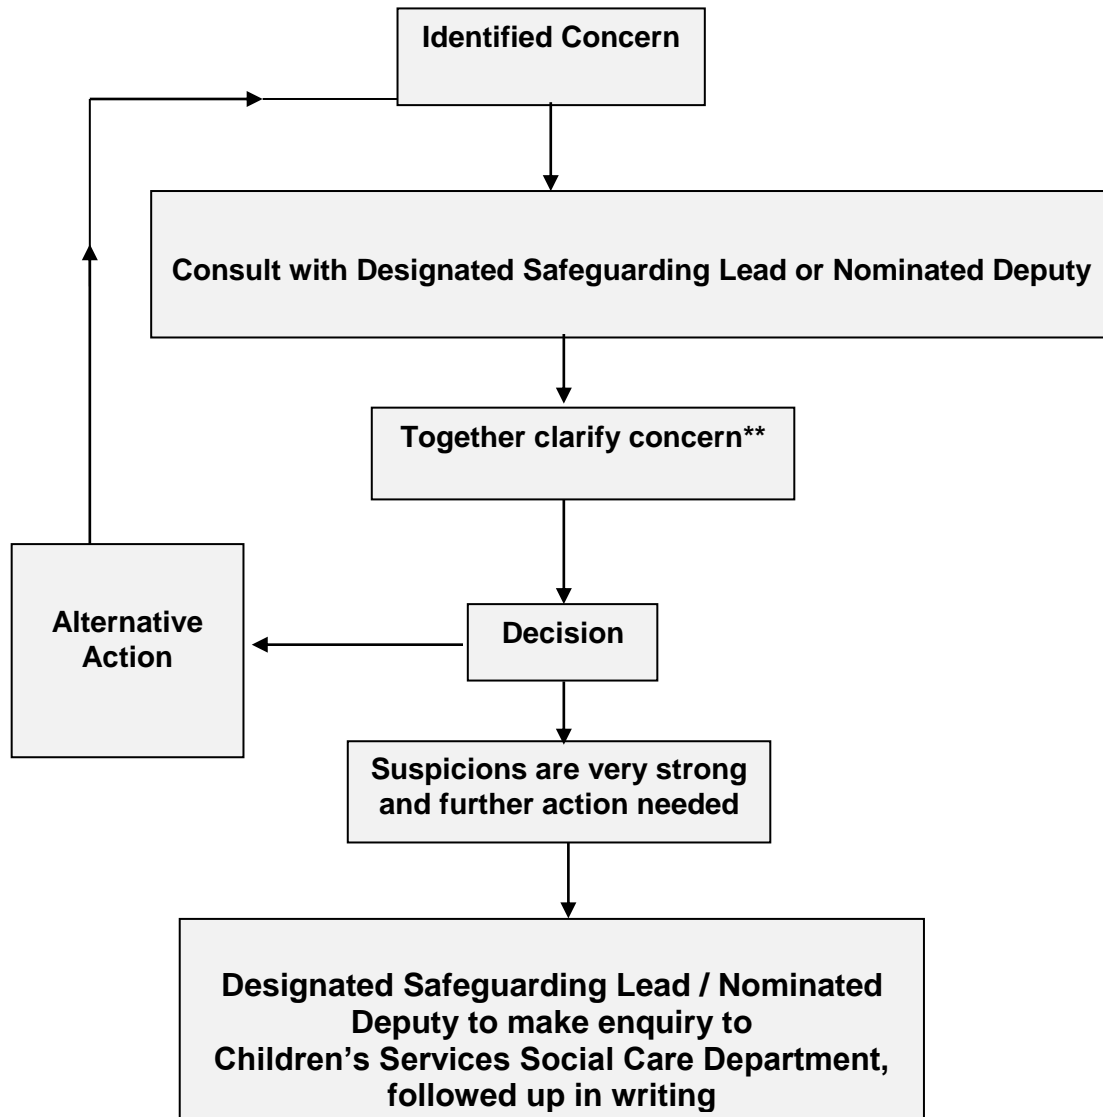 Identified Concern
Consult with Designated Safeguarding Lead or Nominated Deputy
Together clarify concern**
Alternative
Action
Decision
Suspicions are very strong
and further action needed
Designated Safeguarding Lead / Nominated
Deputy to make enquiry to
Children’s Services Social Care Department,
followed up in writing